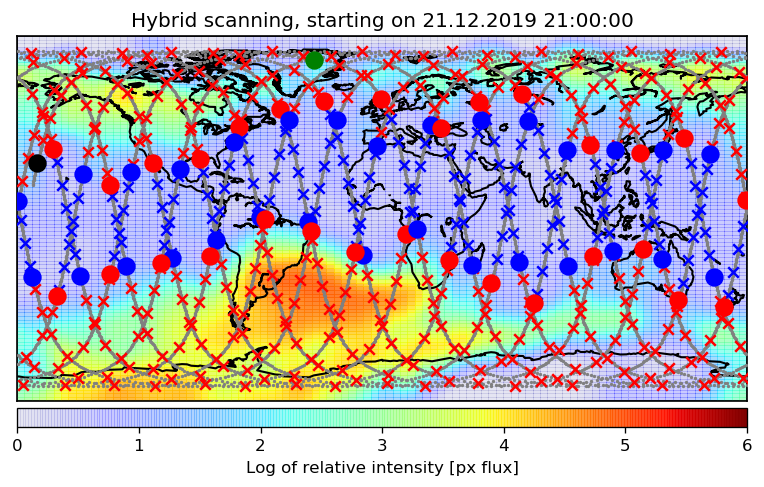 Hybrid scanning, starting on 21.12.2019 21:00:00
0 1 2 3 4 5 6
Log of relative intensity [px flux]